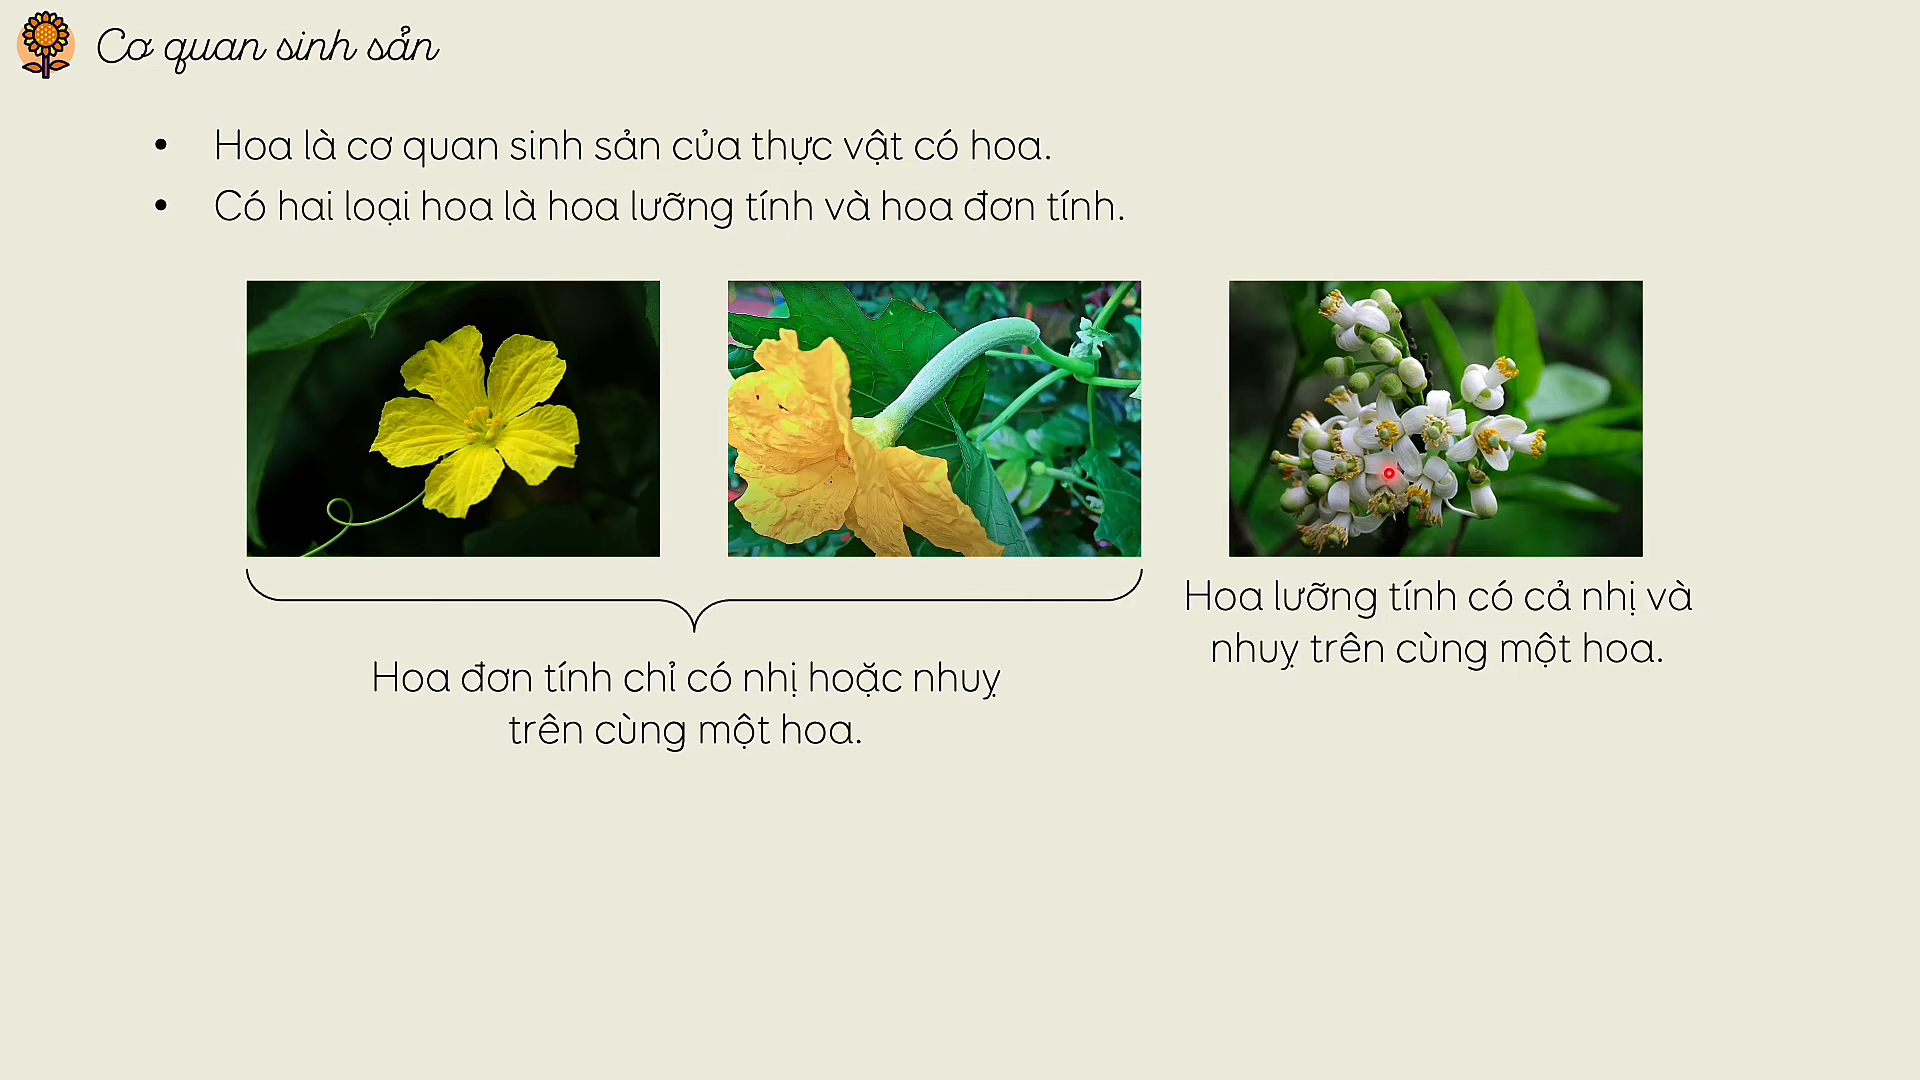 Cơ quan sinh sản
• Hoa là cơ quan sinh sản của thực vật có hoa.
• Có hai loại hoa là hoa lưỡng tính và hoa đơn tính.
Hoa đơn tính chỉ có nhị hoặc nhuỵ
trên cùng một hoa.
Hoa lưỡng tính có cả nhị và
nhuỵ trên cùng một hoa.